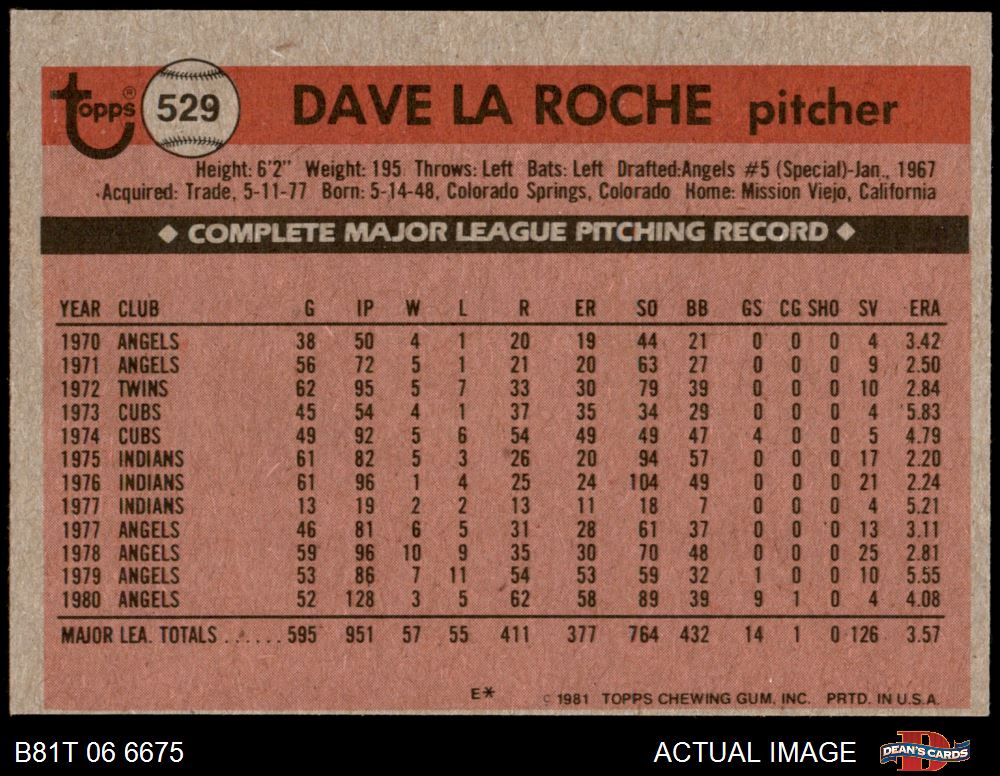 Topps® 529 DAVE LA ROCHE pitcher
Height: 6'2" Weight: 195 Throws: Left Bats: Left Drafted:Angels #5 (Special)-Jan., 1967
Acquired: Trade, 5-11-77 Born: 5-14-48, Colorado Springs, Colorado Home: Mission Viejo, California
◆ COMPLETE MAJOR LEAGUE PITCHING RECORD ◆
YEAR CLUB G IP W L R ER SO BB GS CG SHO SV ERA
1970 ANGELS 38 50 4 1 20 19 44 21 0 0 0 4 3.42
1971 ANGELS 56 72 5 1 21 20 63 27 0 0 0 9 2.50
1972 TWINS 62 95 5 7 33 30 79 39 0 0 0 10 2.84
1973 CUBS 45 54 4 1 37 35 34 29 0 0 0 4 5.83
1974 CUBS 49 92 5 6 54 49 49 47 4 0 0 5 4.79
1975 INDIANS 61 82 5 3 26 20 94 57 0 0 0 17 2.20
1976 INDIANS 61 96 1 4 25 24 104 49 0 0 0 21 2.24
1977 INDIANS 13 19 2 2 13 11 18 7 0 0 0 4 5.21
1977 ANGELS 46 81 6 5 31 28 61 37 0 0 0 13 3.11
1978 ANGELS 59 96 10 9 35 30 70 48 0 0 0 25 2.81
1979 ANGELS 53 86 7 11 54 53 59 32 1 0 0 10 5.55
1980 ANGELS 52 128 3 5 62 58 89 39 9 1 0 4 4.08
MAJOR LEA. TOTALS ...... 595 951 57 55 411 377 764 432 14 1 0 126 3.57
E* © 1981 TOPPS CHEWING GUM, INC. PRTD. IN U.S.A.
B81T 06 6675 ACTUAL IMAGE DEAN'S CARDS